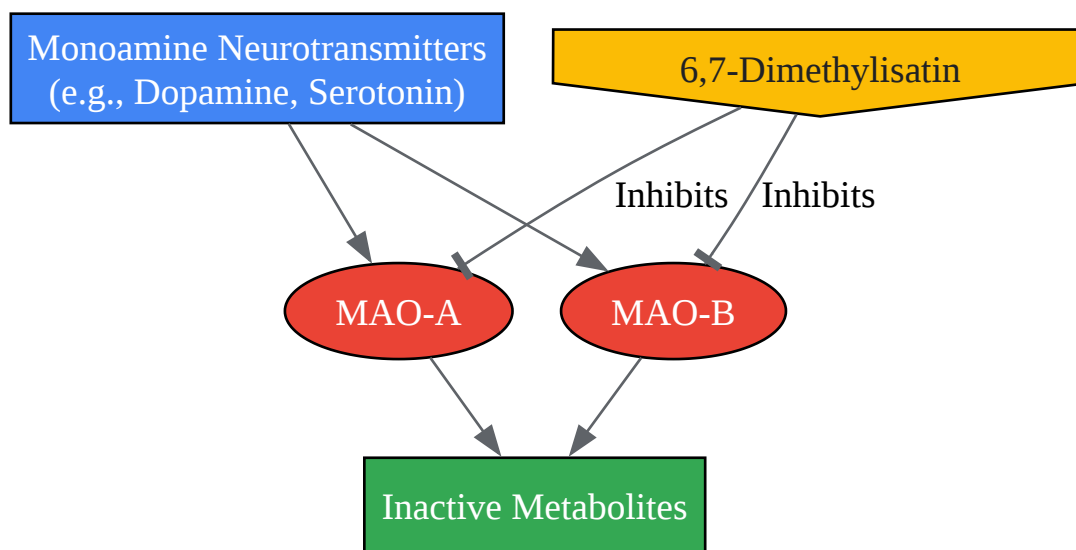 Monoamine Neurotransmitters
(e.g., Dopamine, Serotonin)
6,7-Dimethylisatin
Inhibits
Inhibits
MAO-A
MAO-B
Inactive Metabolites